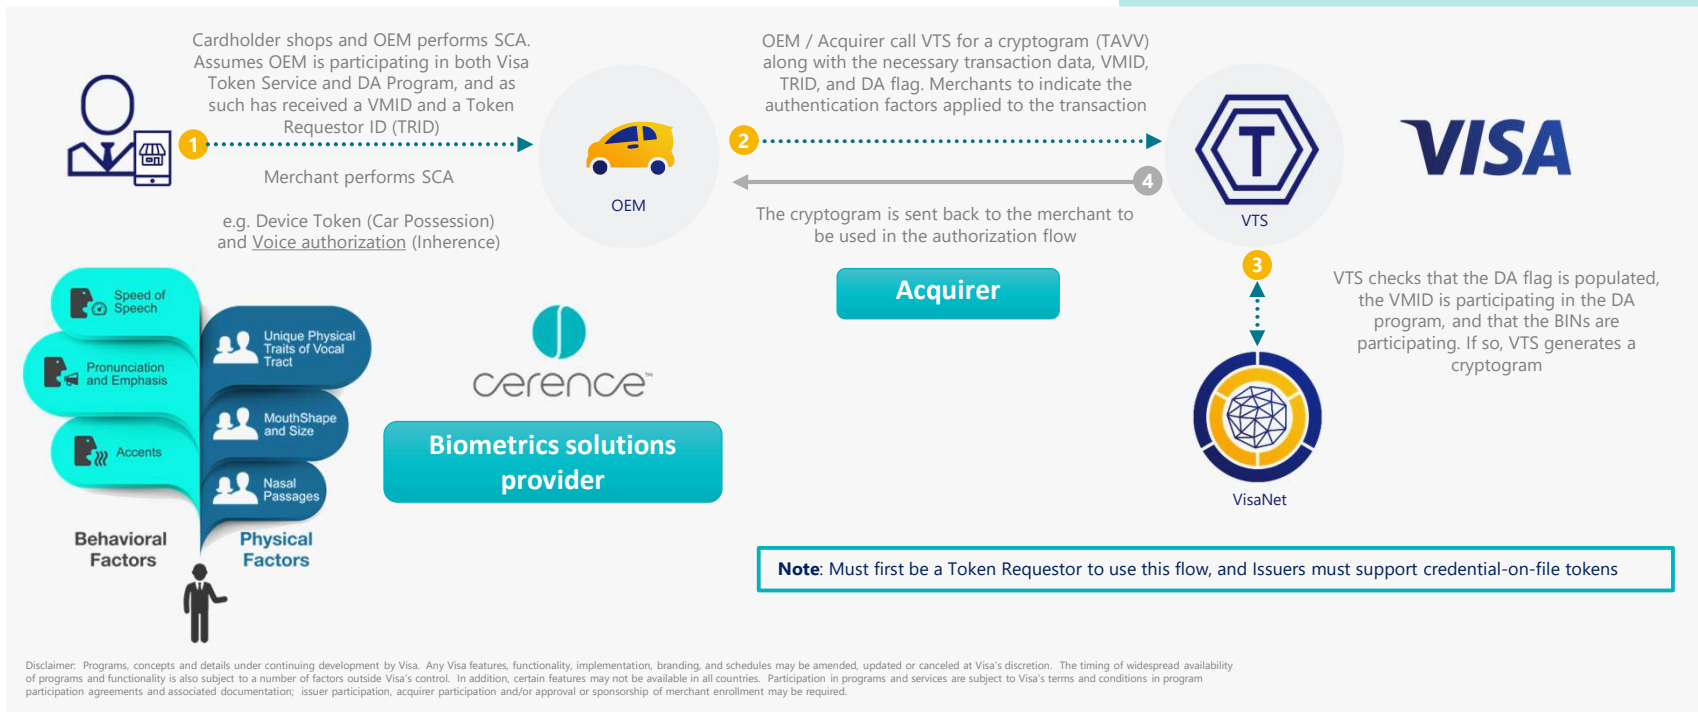 Cardholder shops and OEM performs SCA.
Assumes OEM is participating in both Visa
Token Service and DA Program, and as
such has received a VMID and a Token
Requestor ID (TRID)
1
Merchant performs SCA
e.g. Device Token (Car Possession)
and Voice authorization (Inherence)
OEM
OEM / Acquirer call VTS for a cryptogram (TAVV)
along with the necessary transaction data, VMID,
TRID, and DA flag. Merchants to indicate the
authentication factors applied to the transaction
2
4
The cryptogram is sent back to the merchant to
be used in the authorization flow
Acquirer
T
VTS
VISA
3
VTS checks that the DA flag is populated,
the VMID is participating in the DA
program, and that the BINs are
participating. If so, VTS generates a
cryptogram
VisaNet
Speed of
Speech
Pronunciation
and Emphasis
Accents
Unique Physical
Traits of Vocal
Tract
MouthShape
and Size
Nasal
Passages
Behavioral
Factors
Physical
Factors
cerence™
Biometrics solutions
provider
Note: Must first be a Token Requestor to use this flow, and Issuers must support credential-on-file tokens
Disclaimer: Programs, concepts and details under continuing development by Visa. Any Visa features, functionality, implementation, branding, and schedules may be amended, updated or canceled at Visa's discretion. The timing of widespread availability
of programs and functionality is also subject to a number of factors outside Visa's control. In addition, certain features may not be available in all countries. Participation in programs and services are subject to Visa's terms and conditions in program
participation agreements and associated documentation; issuer participation, acquirer participation and/or approval or sponsorship of merchant enrollment may be required.